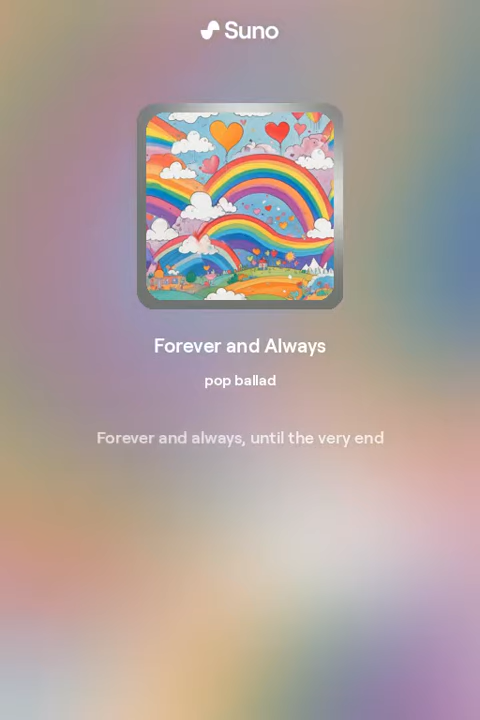 Suno
Forever and Always
pop ballad
Forever and always, until the very end